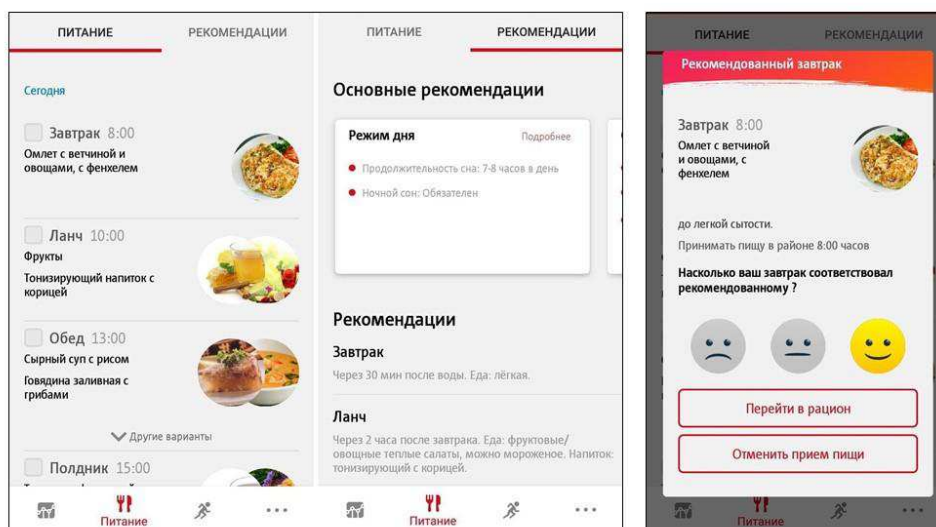 ПИТАНИЕ
РЕКОМЕНДАЦИИ
Сегодня
Завтрак 8:00
Омлет с ветчиной и
овощами, с фенхелем
Ланч 10:00
Фрукты
Тонизирующий напиток с
корицей
Обед 13:00
Сырный суп с рисом
Говядина заливная с
грибами
Другие варианты
Полдник 15:00
Питание
ПИТАНИЕ
РЕКОМЕНДАЦИИ
Основные рекомендации
Режим дня
Подробнее
Продолжительность сна: 7-8 часов в день
Ночной сон: Обязателен
Рекомендации
Завтрак
Через 30 мин после воды. Еда: лёгкая.
Ланч
Через 2 часа после завтрака. Еда: фруктовые/
овощные теплые салаты, можно мороженое. Напиток:
тонизирующий с корицей.
Питание
ПИТАНИЕ
РЕКОМЕНДАЦИИ
Рекомендованный завтрак
Завтрак 8:00
Омлет с ветчиной
и овощами, с
фенхелем
до легкой сытости.
Принимать пищу в районе 8:00 часов
Насколько ваш завтрак соответствовал
рекомендованному ?
Перейти в рацион
Отменить прием пищи
Питание